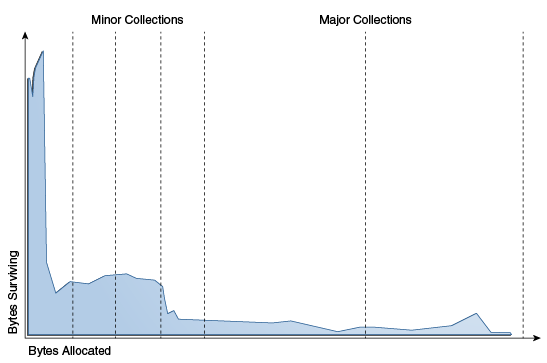 Minor Collections
Major Collections
Bytes Surviving
Bytes Allocated